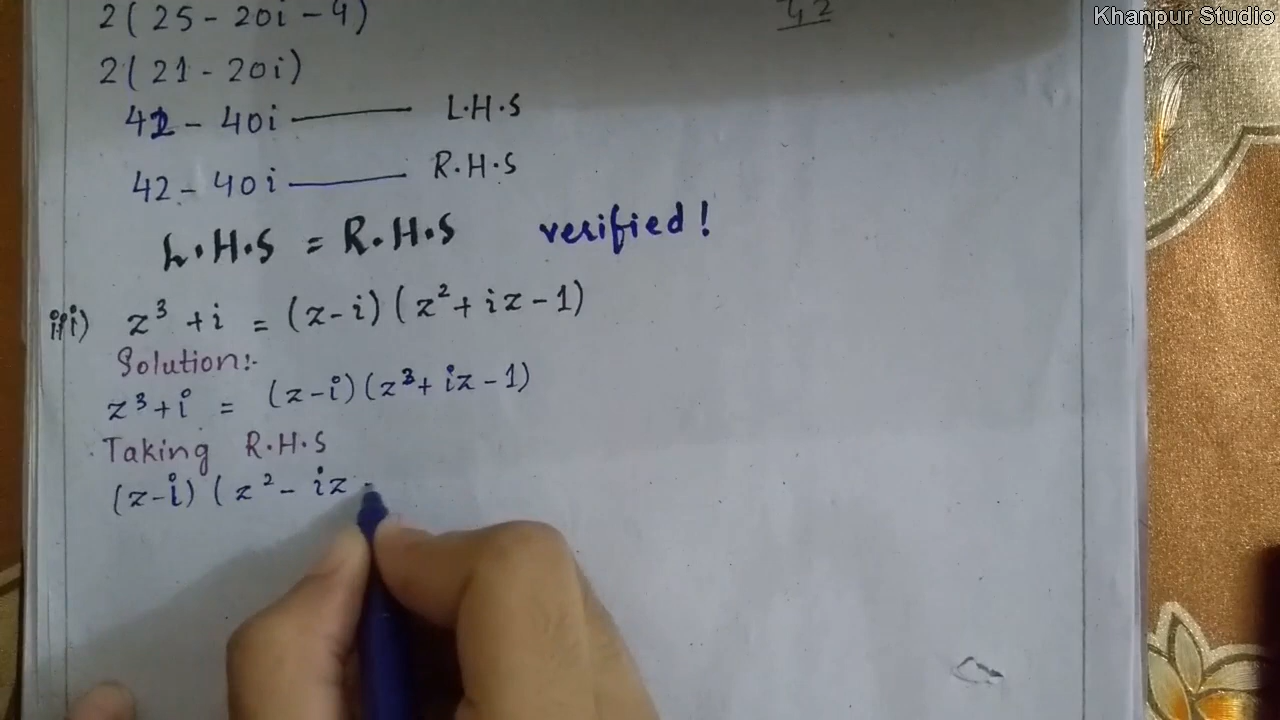 2(25 - 20i - 4)
42
Khanpur Studio
2(21 - 20i)
42 - 40i —— L.H.S
42 - 40i —— R.H.S
L.H.S = R.H.S verified!
iii) z³ + i = (z-i)(z² + iz - 1)
Solution:-
z³ + i = (z-i)(z³ + iz - 1)
Taking R.H.S
(z-i)(z² - iz -